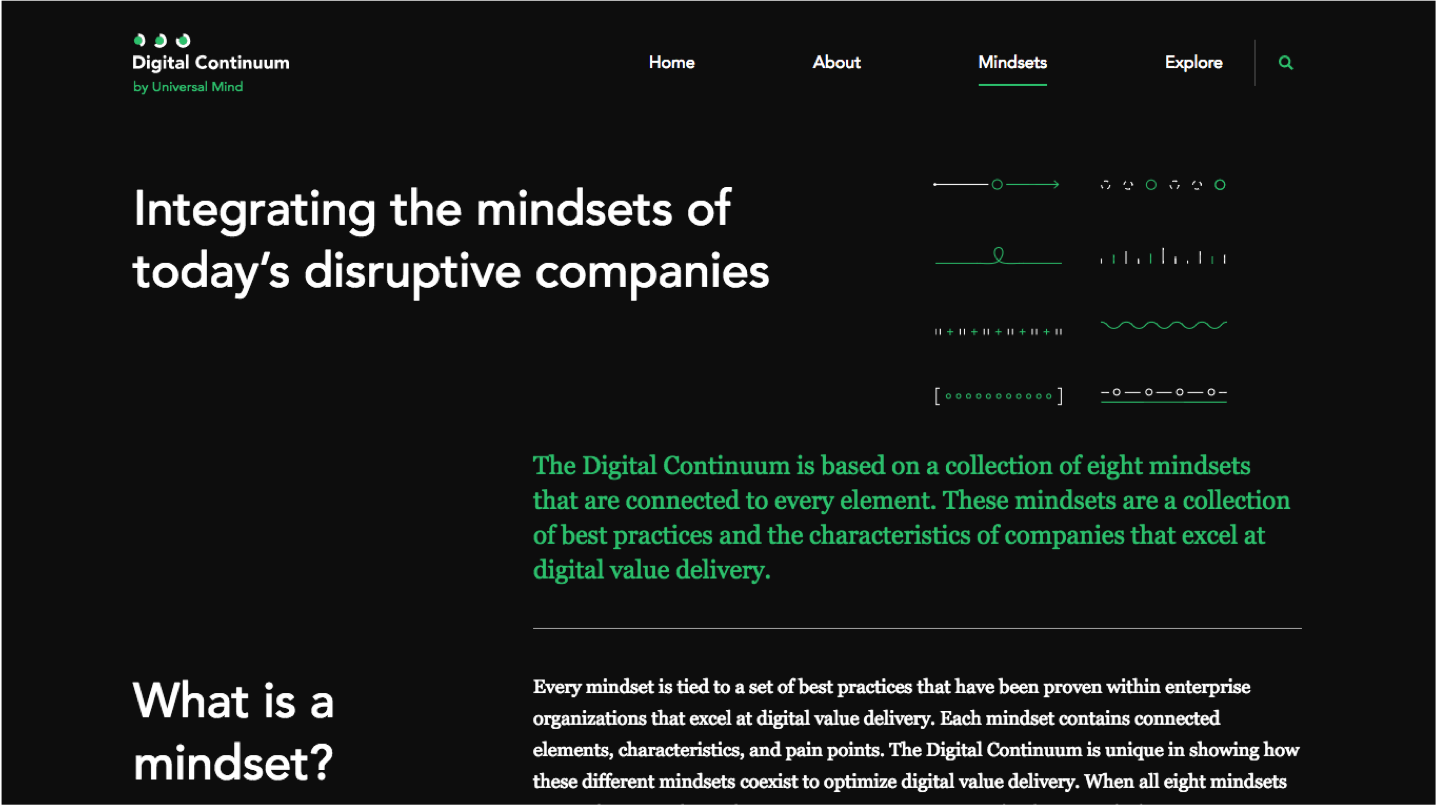 Digital Continuum
by Universal Mind
Home
About
Mindsets
Explore
Integrating the mindsets of
today‘s disruptive companies
The Digital Continuum is based on a collection of eight mindsets
that are connected to every element. These mindsets are a collection
of best practices and the characteristics of companies that excel at
digital value delivery.
What is a
mindset?
Every mindset is tied to a set of best practices that have been proven within enterprise
organizations that excel at digital value delivery. Each mindset contains connected
elements, characteristics, and pain points. The Digital Continuum is unique in showing how
these different mindsets coexist to optimize digital value delivery. When all eight mindsets